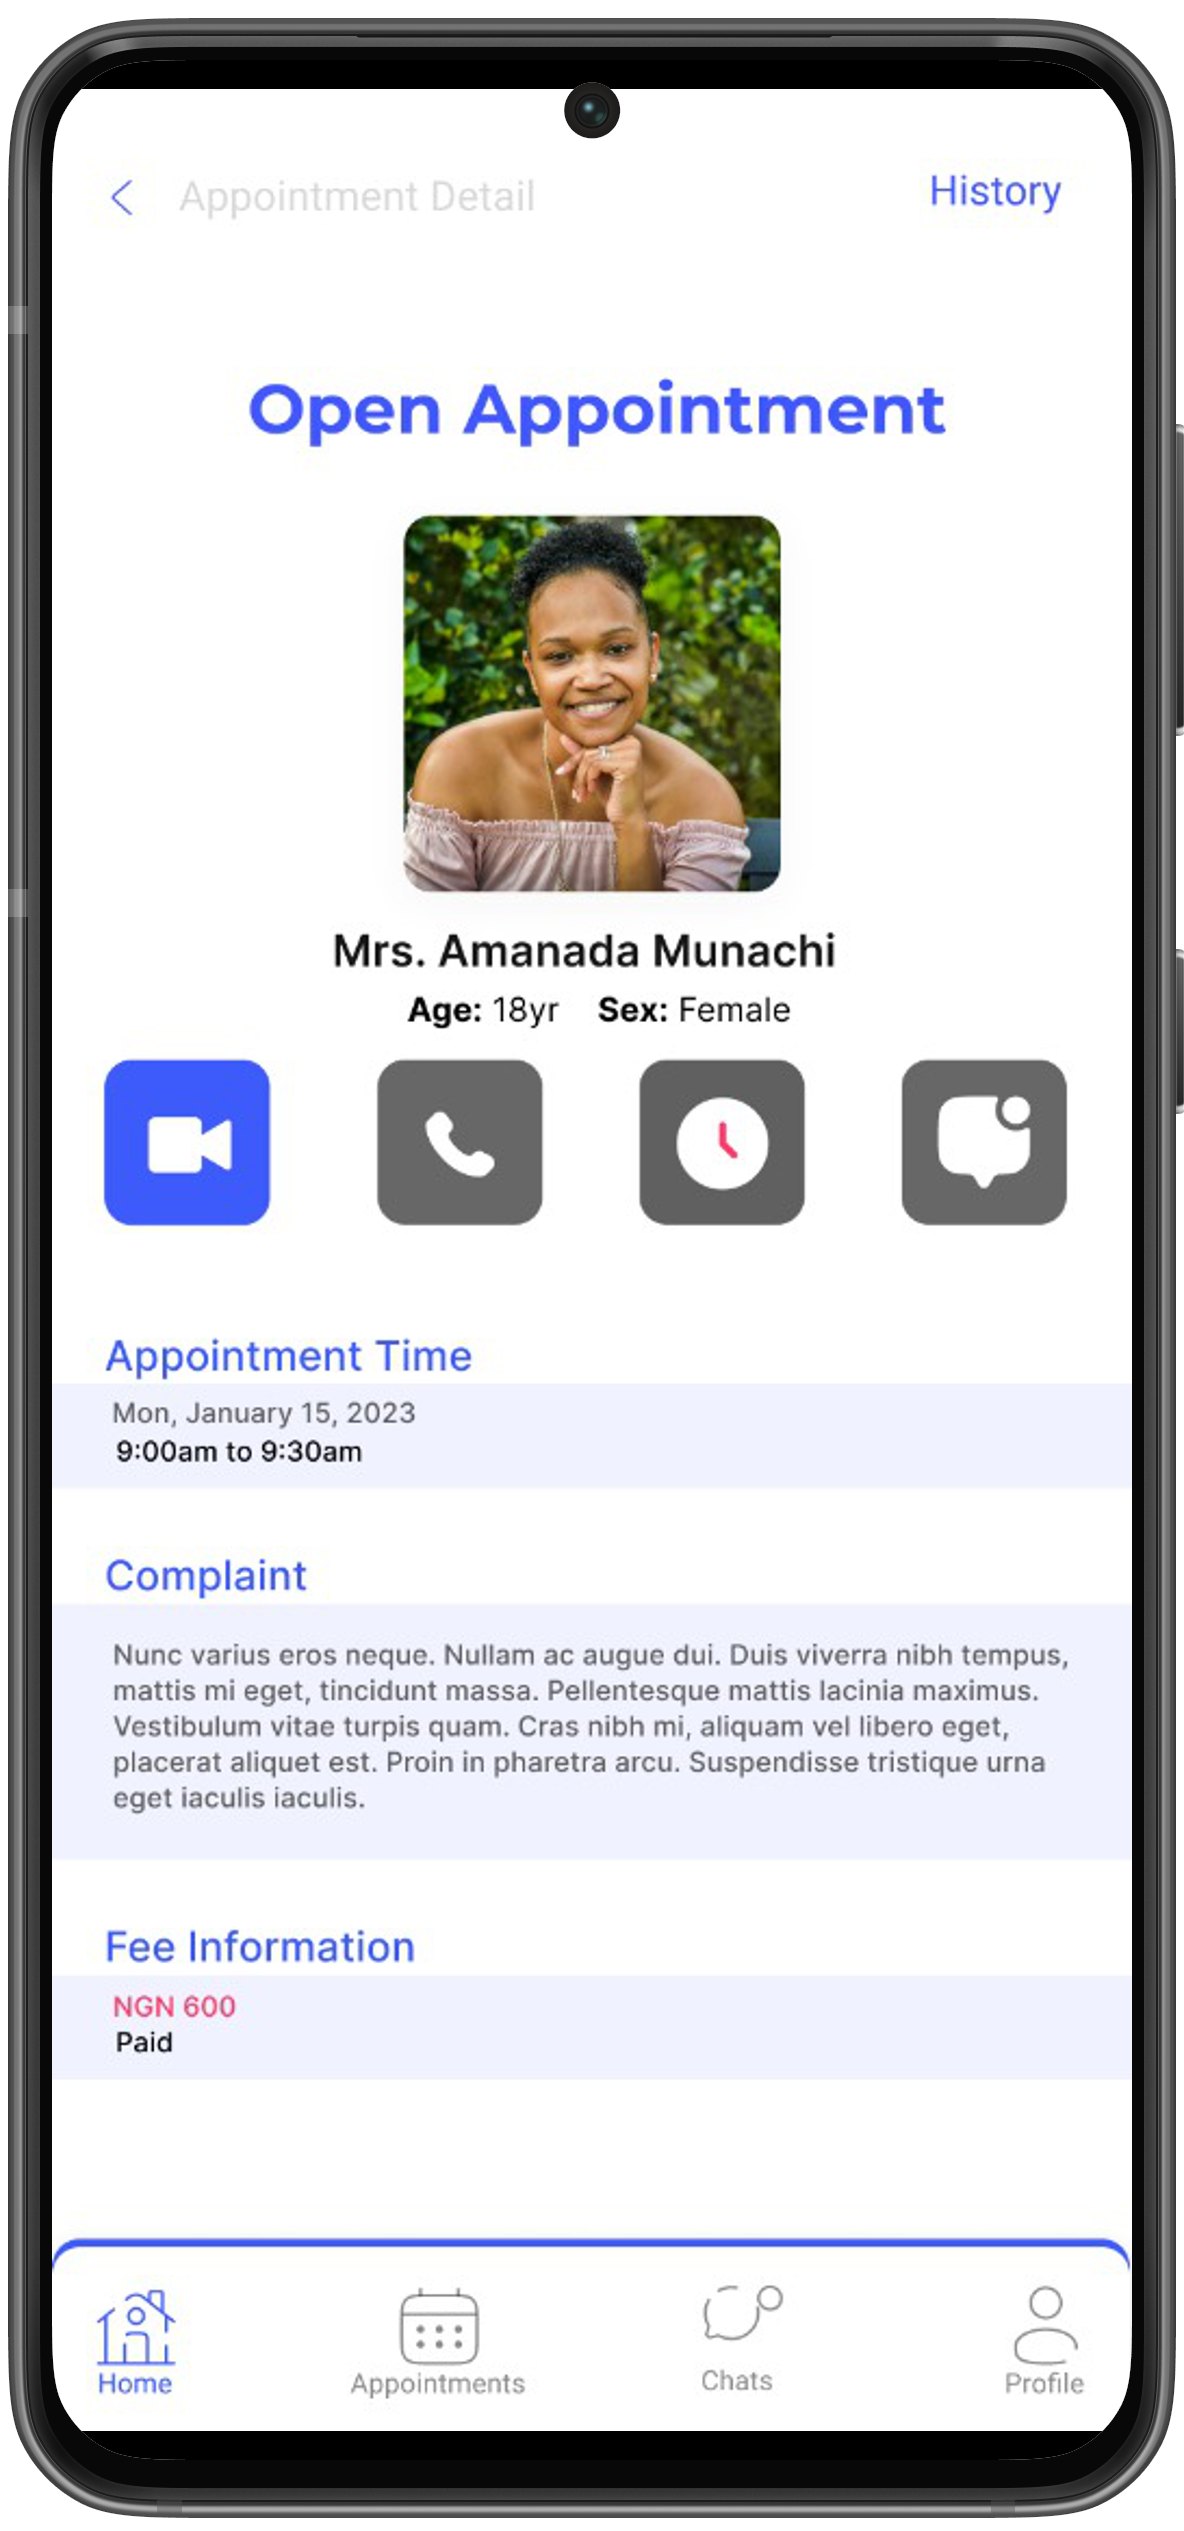 Appointment Detail
History
Open Appointment
Mrs. Amanada Munachi
Age: 18yr Sex: Female
Appointment Time
Mon, January 15, 2023
9:00am to 9:30am
Complaint
Nunc varius eros neque. Nullam ac augue dui. Duis viverra nibh tempus,
mattis mi eget, tincidunt massa. Pellentesque mattis lacinia maximus.
Vestibulum vitae turpis quam. Cras nibh mi, aliquam vel libero eget,
placerat aliquet est. Proin in pharetra arcu. Suspendisse tristique urna
eget iaculis iaculis.
Fee Information
NGN 600
Paid
Home
Appointments
Chats
Profile